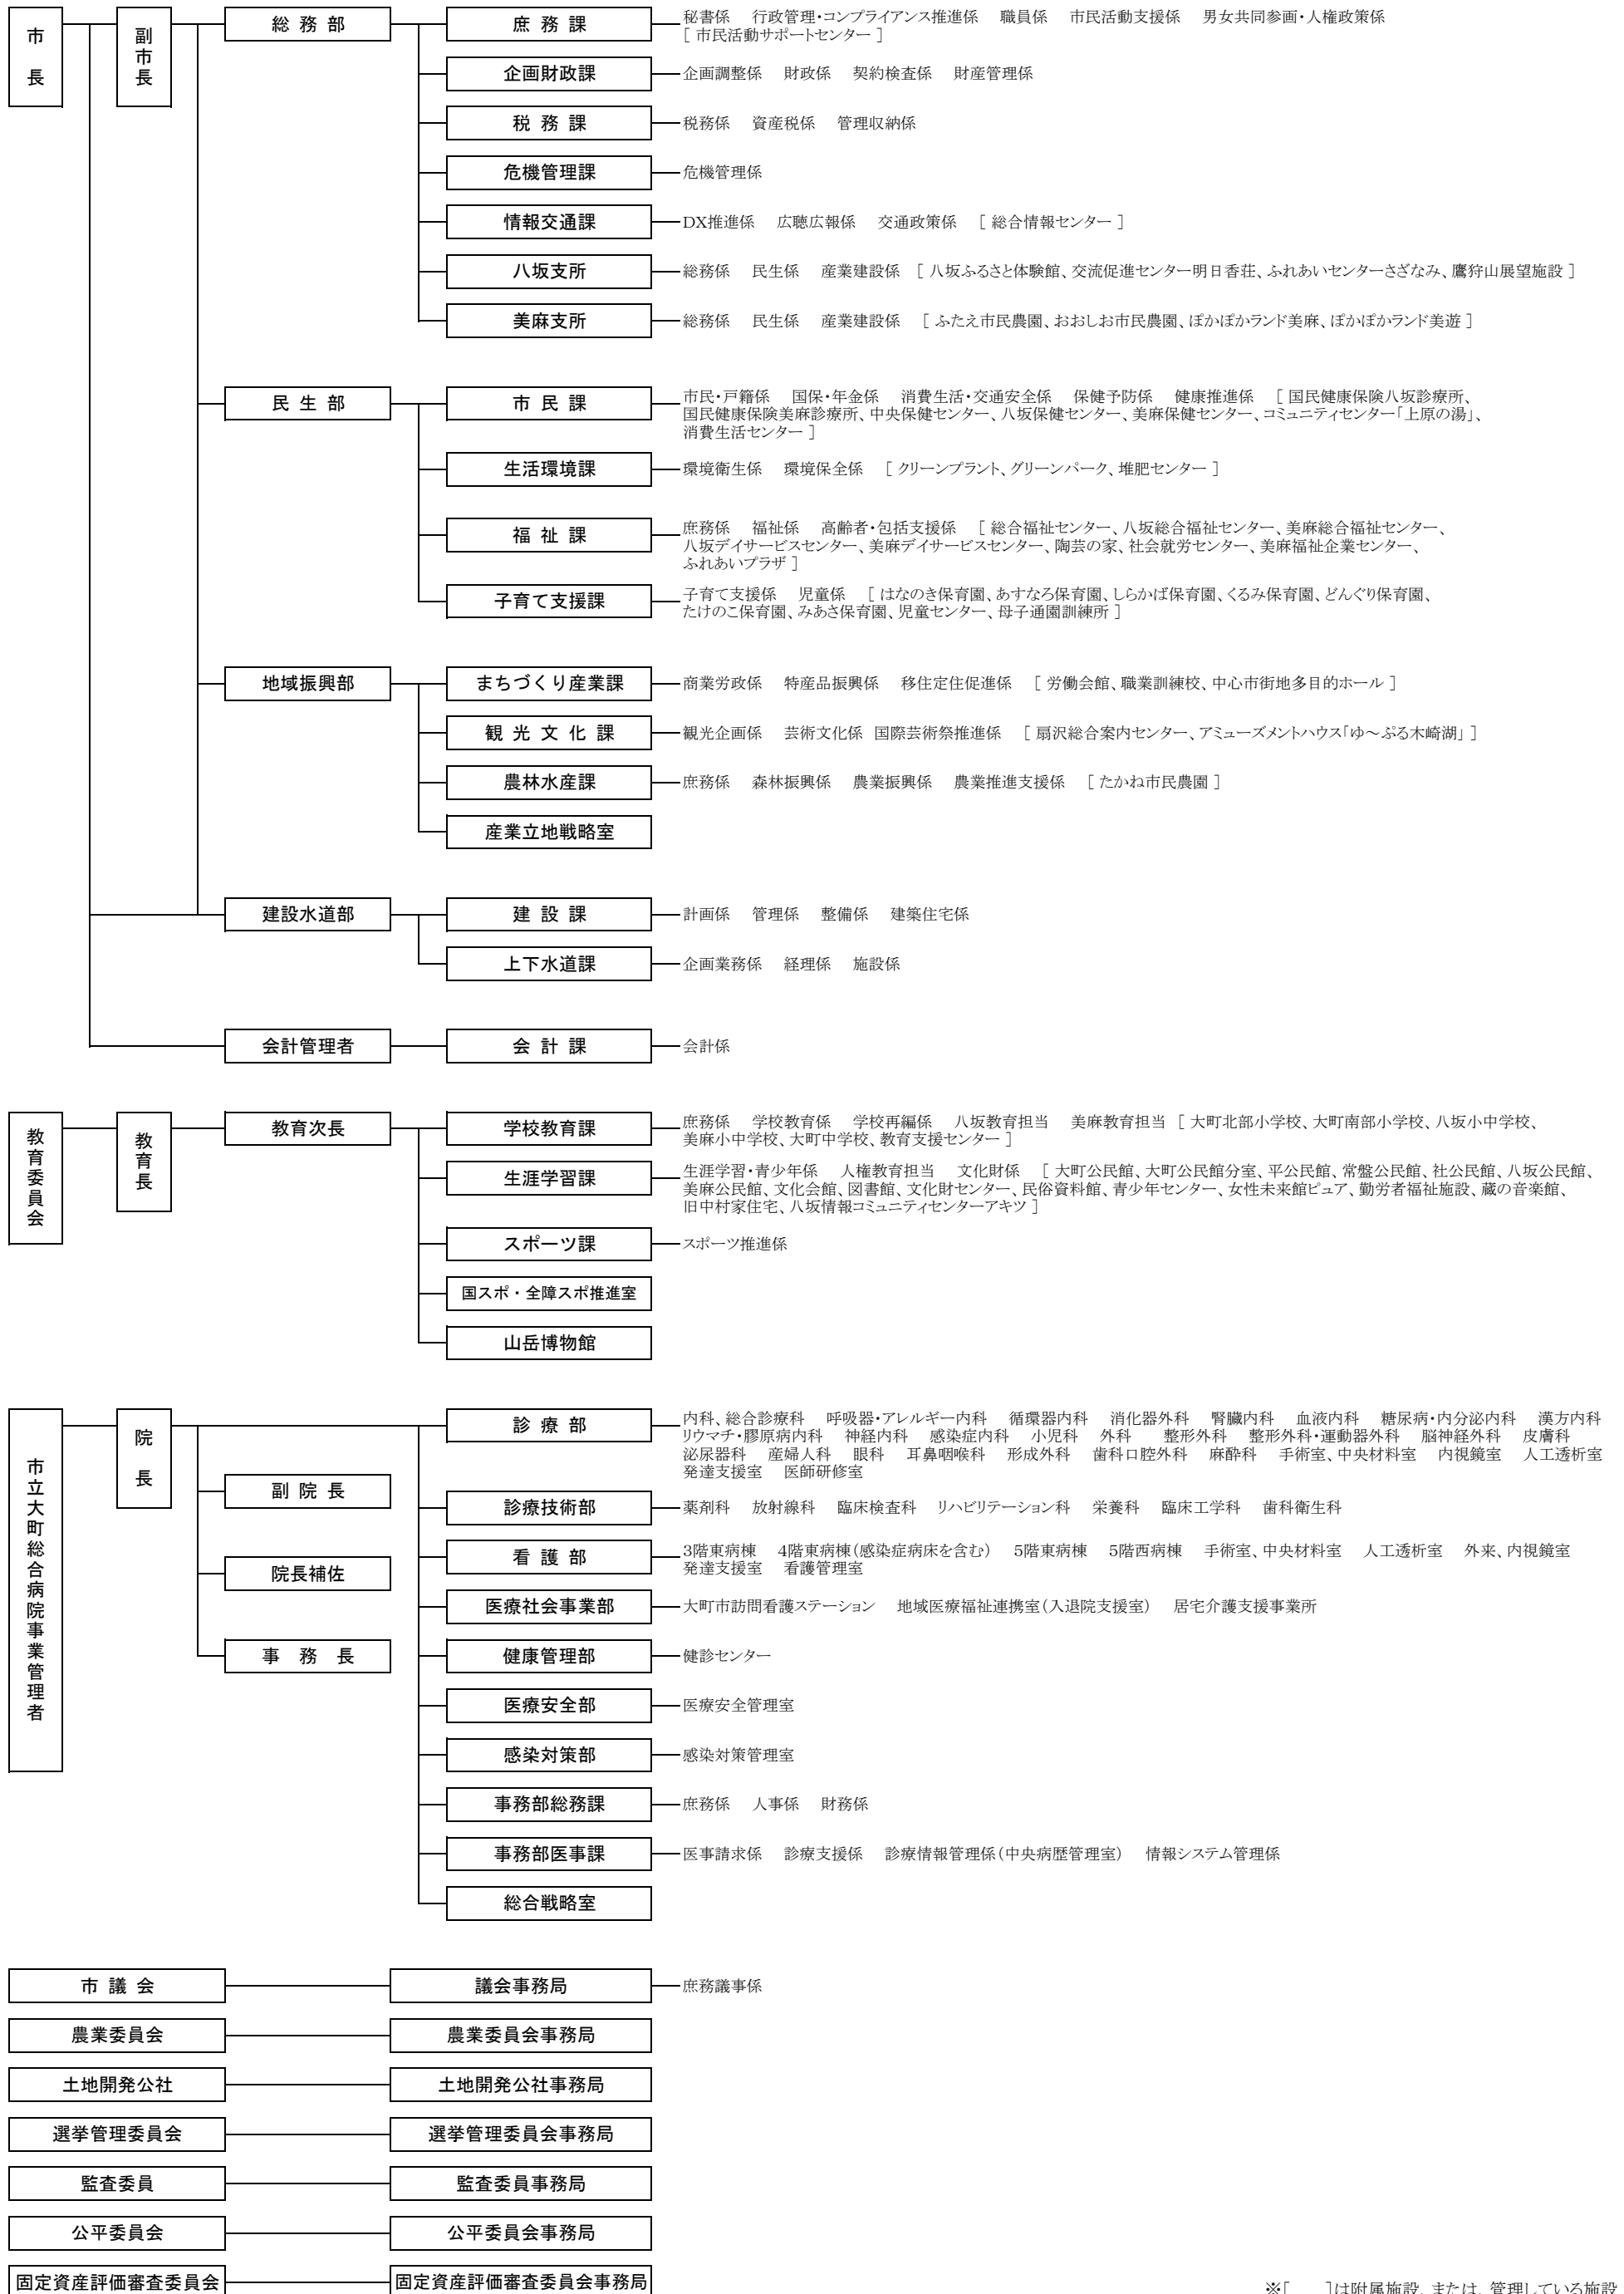 市長
副市長
総務部
庶務課
秘書係 行政管理・コンプライアンス推進係 職員係 市民活動支援係 男女共同参画・人権政策係
[ 市民活動サポートセンター ]
企画財政課
企画調整係 財政係 契約検査係 財産管理係
税務課
税務係 資産税係 管理収納係
危機管理課
危機管理係
情報交通課
DX推進係 広聴広報係 交通政策係 [ 総合情報センター ]
八坂支所
総務係 民生係 産業建設係 [ 八坂ふるさと体験館、交流促進センター明日香荘、ふれあいセンターさざなみ、鷹狩山展望施設 ]
美麻支所
総務係 民生係 産業建設係 [ ふたえ市民農園、おおしお市民農園、ぽかぽかランド美麻、ぽかぽかランド美遊 ]
民生部
市民課
市民・戸籍係 国保・年金係 消費生活・交通安全係 保健予防係 健康推進係 [ 国民健康保険八坂診療所、
国民健康保険美麻診療所、中央保健センター、八坂保健センター、美麻保健センター、コミュニティセンター「上原の湯」、
消費生活センター ]
生活環境課
環境衛生係 環境保全係 [ クリーンプラント、グリーンパーク、堆肥センター ]
福祉課
庶務係 福祉係 高齢者・包括支援係 [ 総合福祉センター、八坂総合福祉センター、美麻総合福祉センター、
八坂デイサービスセンター、美麻デイサービスセンター、陶芸の家、社会就労センター、美麻福祉企業センター、
ふれあいプラザ ]
子育て支援課
子育て支援係 児童係 [ はなのき保育園、あすなろ保育園、しらかば保育園、くるみ保育園、どんぐり保育園、
たけのこ保育園、みあさ保育園、児童センター、母子通園訓練所 ]
地域振興部
まちづくり産業課
商業労政係 特産品振興係 移住定住促進係 [ 労働会館、職業訓練校、中心市街地多目的ホール ]
観光文化課
観光企画係 芸術文化係 国際芸術祭推進係 [ 扇沢総合案内センター、アミューズメントハウス「ゆ～ぷる木崎湖」 ]
農林水産課
庶務係 森林振興係 農業振興係 農業推進支援係 [ たかね市民農園 ]
産業立地戦略室
建設水道部
建設課
計画係 管理係 整備係 建築住宅係
上下水道課
企画業務係 経理係 施設係
会計管理者
会計課
会計係
教育委員会
教育長
教育次長
学校教育課
庶務係 学校教育係 学校再編係 八坂教育担当 美麻教育担当 [ 大町北部小学校、大町南部小学校、八坂小中学校、
美麻小中学校、大町中学校、教育支援センター ]
生涯学習課
生涯学習・青少年係 人権教育担当 文化財係 [ 大町公民館、大町公民館分室、平公民館、常盤公民館、社公民館、八坂公民館、
美麻公民館、文化会館、図書館、文化財センター、民俗資料館、青少年センター、女性未来館ピュア、勤労者福祉施設、蔵の音楽館、
旧中村家住宅、八坂情報コミュニティセンターアキツ ]
スポーツ課
スポーツ推進係
国スポ・全障スポ推進室
山岳博物館
市立大町総合病院事業管理者
院長
診療部
内科、総合診療科 呼吸器・アレルギー内科 循環器内科 消化器外科 腎臓内科 血液内科 糖尿病・内分泌内科 漢方内科
リウマチ・膠原病内科 神経内科 感染症内科 小児科 外科 整形外科 整形外科・運動器外科 脳神経外科 皮膚科
泌尿器科 産婦人科 眼科 耳鼻咽喉科 形成外科 歯科口腔外科 麻酔科 手術室、中央材料室 内視鏡室 人工透析室
発達支援室 医師研修室
副院長
診療技術部
薬剤科 放射線科 臨床検査科 リハビリテーション科 栄養科 臨床工学科 歯科衛生科
看護部
3階東病棟 4階東病棟（感染症病床を含む） 5階東病棟 5階西病棟 手術室、中央材料室 人工透析室 外来、内視鏡室
発達支援室 看護管理室
院長補佐
医療社会事業部
大町市訪問看護ステーション 地域医療福祉連携室（入退院支援室） 居宅介護支援事業所
事務長
健康管理部
健診センター
医療安全部
医療安全管理室
感染対策部
感染対策管理室
事務部総務課
庶務係 人事係 財務係
事務部医事課
医事請求係 診療支援係 診療情報管理係（中央病歴管理室） 情報システム管理係
総合戦略室
市議会
議会事務局
庶務議事係
農業委員会
農業委員会事務局
土地開発公社
土地開発公社事務局
選挙管理委員会
選挙管理委員会事務局
監査委員
監査委員事務局
公平委員会
公平委員会事務局
固定資産評価審査委員会
固定資産評価審査委員会事務局
※[ ]は附属施設、または、管理している施設